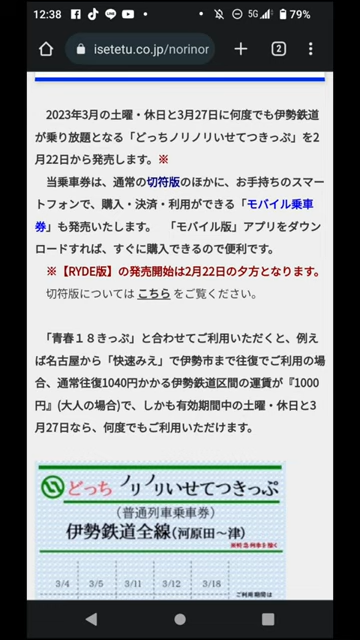 12:38
5G
79%
isetetu.co.jp/norinor
2
2023年3月の土曜・休日と3月27日に何度でも伊勢鉄道
が乗り放題となる「どっちノリノリいせてつきっぷ」を2
月22日から発売します。※
当乗車券は、通常の切符版のほかに、お手持ちのスマー
トフォンで、購入・決済・利用ができる「モバイル乗車
券」も発売いたします。 「モバイル版」アプリをダウン
ロードすれば、すぐに購入できるので便利です。
※【RYDE版】の発売開始は2月22日の夕方となります。
切符版については こちら をご覧ください。
「青春１８きっぷ」と合わせてご利用いただくと、例え
ば名古屋から「快速みえ」で伊勢市まで往復でご利用の場
合、通常往復1040円かかる伊勢鉄道区間の運賃が『1000
円』(大人の場合)で、しかも有効期間中の土曜・休日と3
月27日なら、何度でもご利用いただけます。
どっち ノリノリいせてつきっぷ
（普通列車乗車券）
伊勢鉄道全線(河原田～津)
※特急列車を除く
3/4 3/5 3/11 3/12 3/18
ご利用期間は